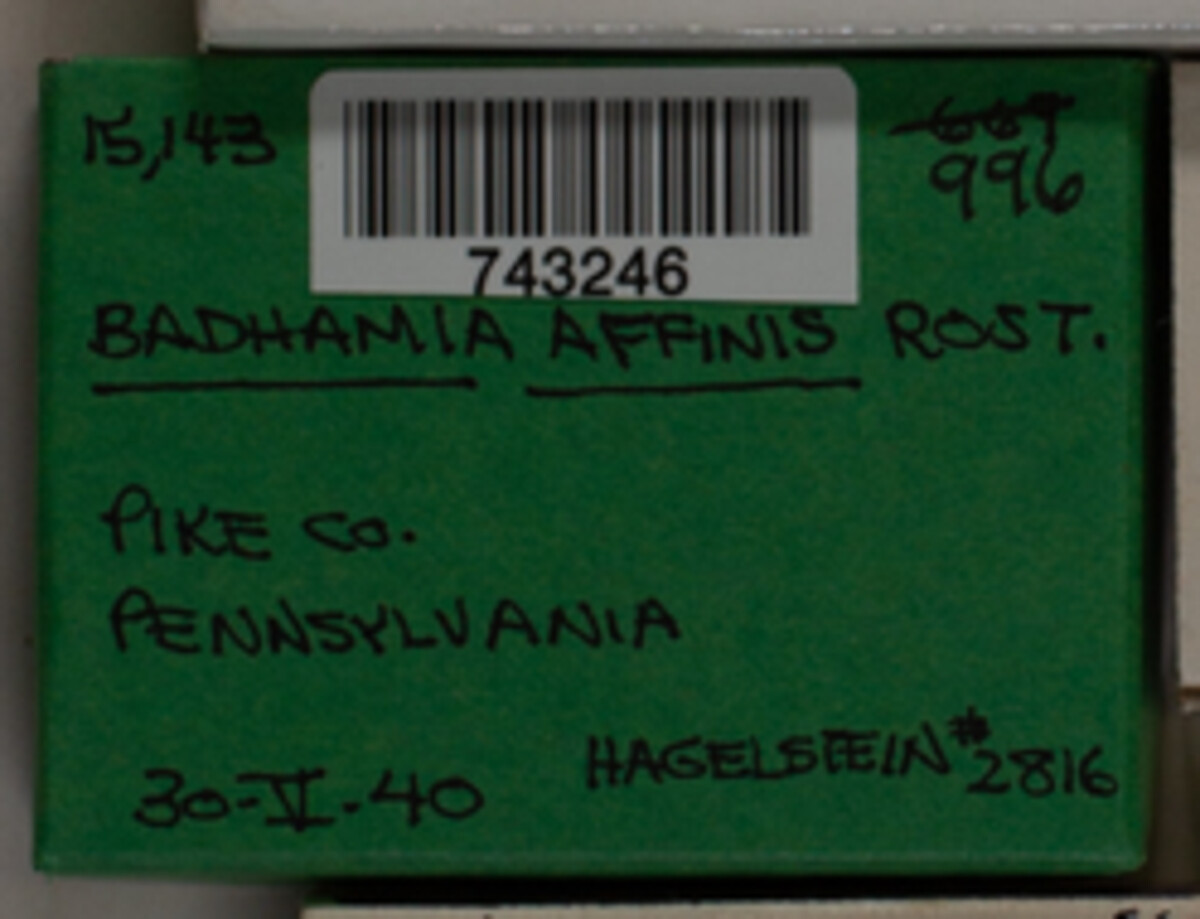 15,143
669
996
743246
BADHAMIA AFFINIS ROST.
PIKE CO.
PENNSYLVANIA
HAGELSTEIN #2816
30-V-40